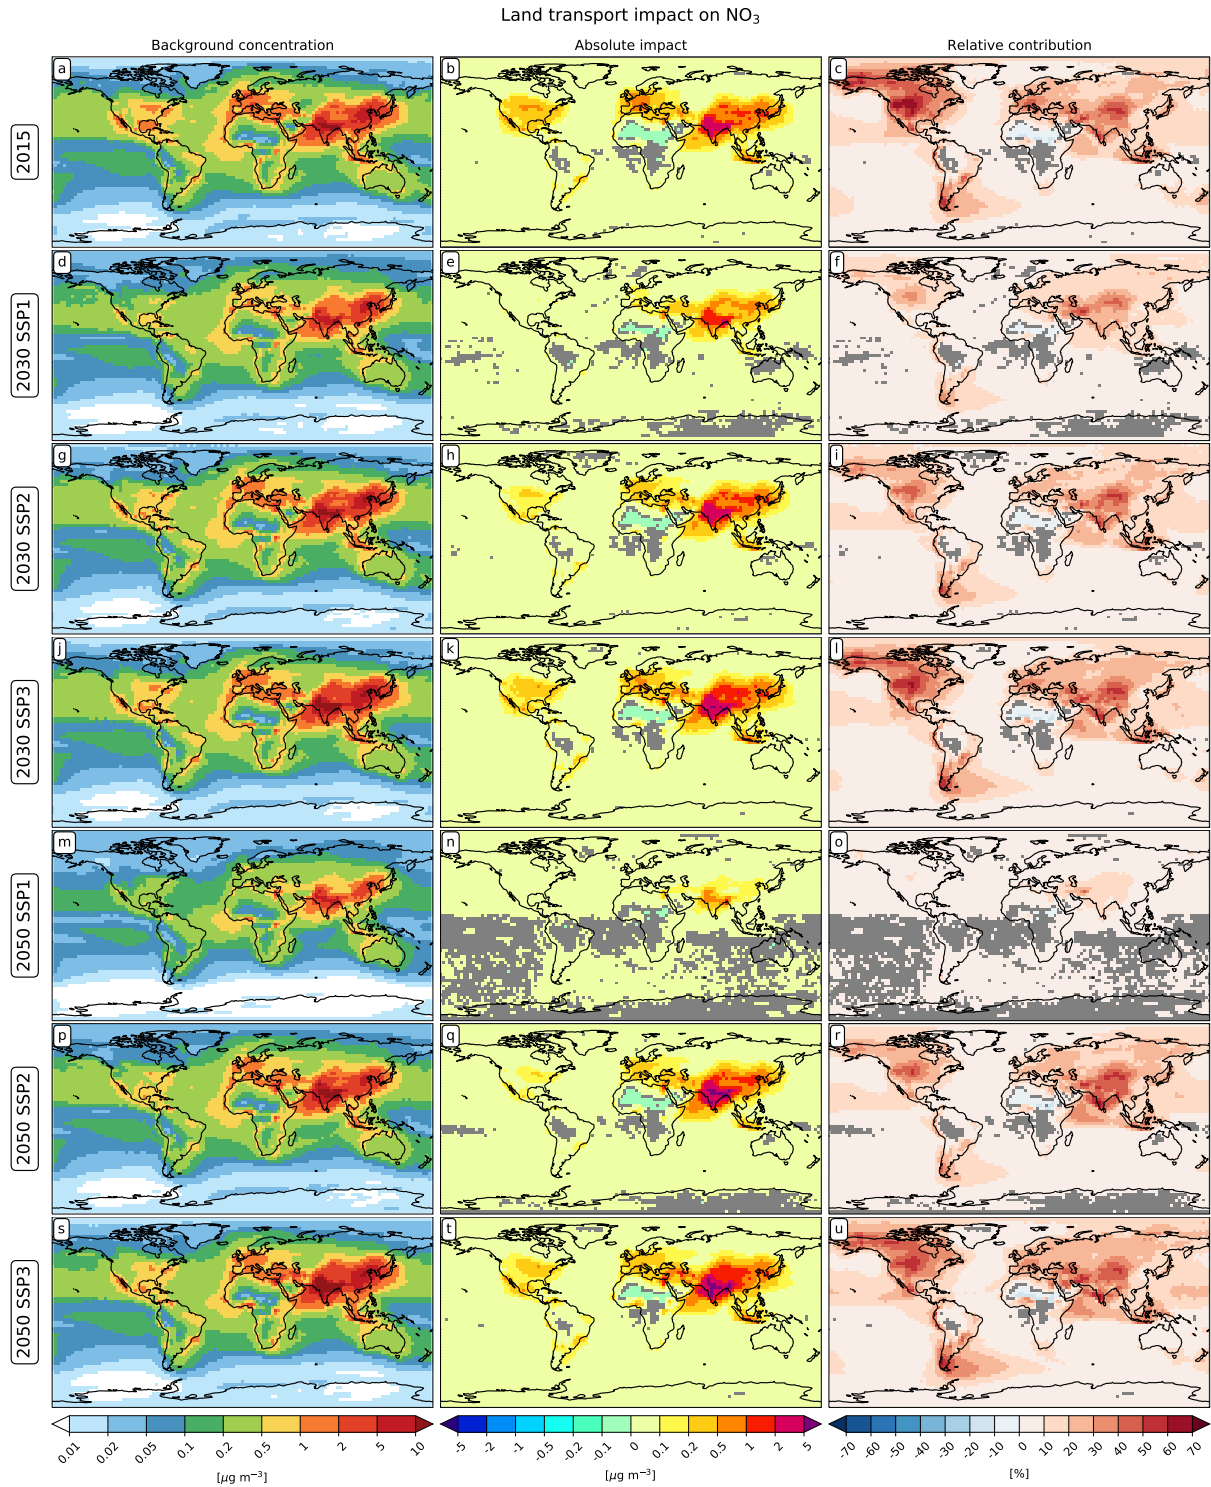 Land transport impact on NO₃
Background concentration
Absolute impact
Relative contribution
2015
a
b
c
2030 SSP1
d
e
f
2030 SSP2
g
h
i
2030 SSP3
j
k
l
2050 SSP1
m
n
o
2050 SSP2
p
q
r
2050 SSP3
s
t
u
0.01 0.02 0.05 0.1 0.2 0.5 1 2 5 10
[μg m⁻³]
-5 -2 -1 -0.5 -0.2 -0.1 0 0.1 0.2 0.5 1 2 5
[μg m⁻³]
-70 -60 -50 -40 -30 -20 -10 0 10 20 30 40 50 60 70
[%]